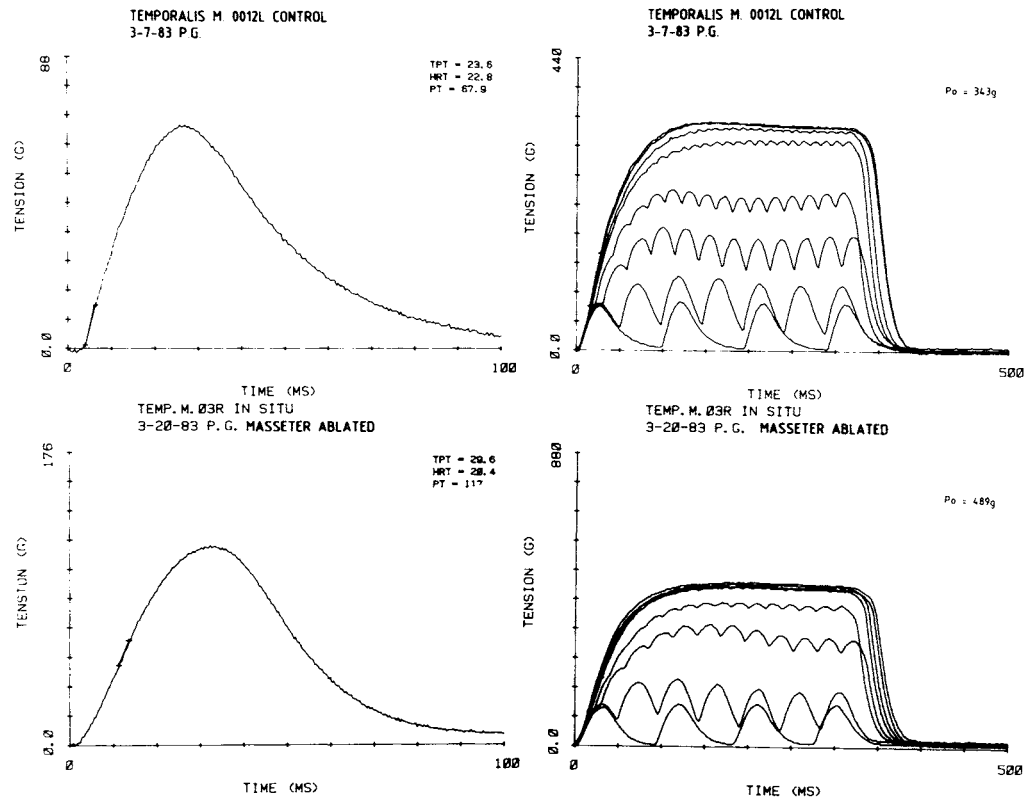 TEMPORALIS M. 0012L CONTROL
3-7-83 P.G.
88
TPT = 23.6
HRT = 22.8
PT = 67.9
TENSION (G)
0.0
0
100
TIME (MS)
TEMPORALIS M. 0012L CONTROL
3-7-83 P.G.
440
Po = 343g
TENSION (G)
0.0
0
500
TIME (MS)
TEMP. M. 03R IN SITU
3-20-83 P.G. MASSETER ABLATED
176
TPT = 29.6
HRT = 20.4
PT = 117
TENSION (G)
0.0
0
100
TIME (MS)
TEMP. M. 03R IN SITU
3-20-83 P.G. MASSETER ABLATED
880
Po = 489g
TENSION (G)
0.0
0
500
TIME (MS)